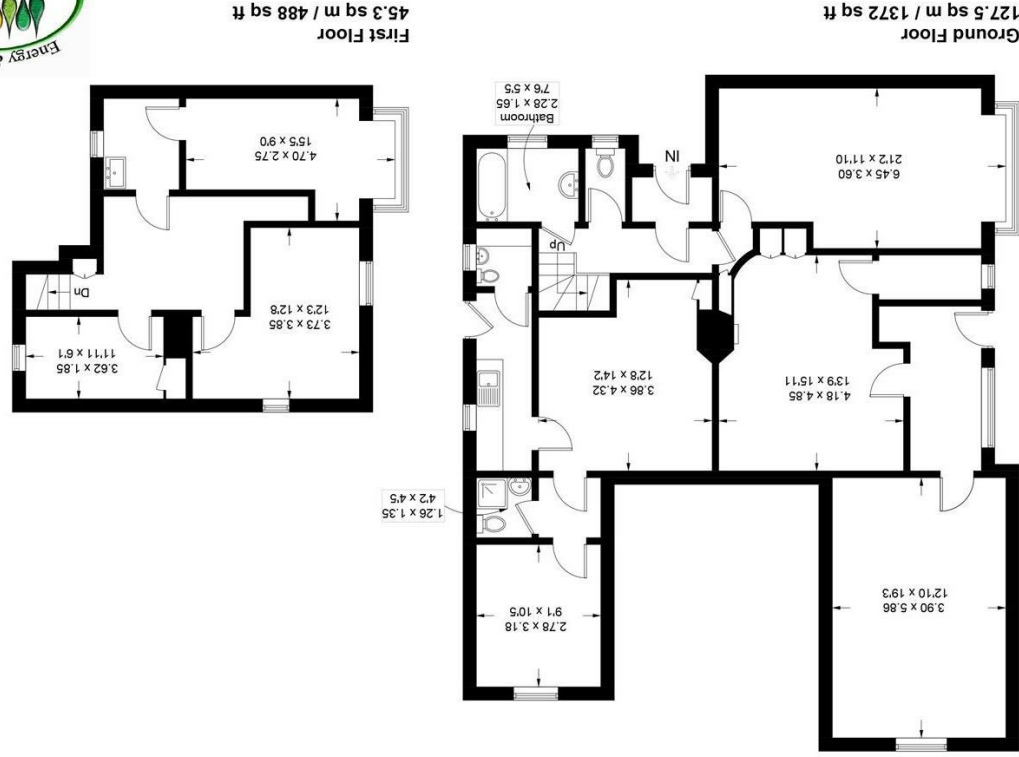 3.90 x 5.86
12'10 x 19'3
2.78 x 3.18
9'1 x 10'5
1.26 x 1.35
4'2 x 4'5
4.18 x 4.85
13'9 x 15'11
3.86 x 4.32
12'8 x 14'2
Up
6.45 x 3.60
21'2 x 11'10
IN
Bathroom
2.28 x 1.65
7'6 x 5'5
Ground Floor
127.5 sq m / 1372 sq ft
3.73 x 3.85
12'3 x 12'8
3.62 x 1.85
11'11 x 6'1
Dn
4.70 x 2.75
15'5 x 9'0
First Floor
45.3 sq m / 488 sq ft
Energy